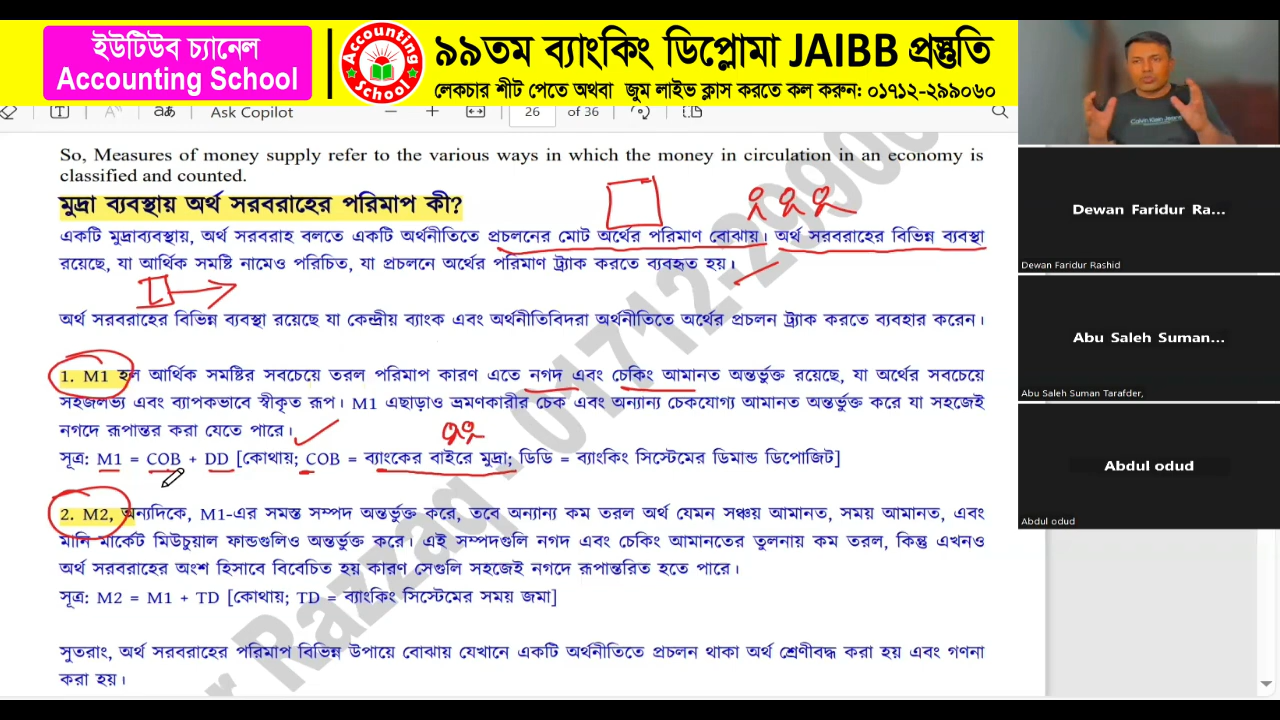 ইউটিউব চ্যানেল
Accounting School
Accounting School
৯৯তম ব্যাংকিং ডিপ্লোমা JAIBB প্রস্তুতি
লেকচার শীট পেতে অথবা জুম লাইভ ক্লাস করতে কল করুন: ০১৭১২-২৯৯০৬০
Ask Copilot
26 of 36
So, Measures of money supply refer to the various ways in which the money in circulation in an economy is
classified and counted.
মুদ্রা ব্যবস্থায় অর্থ সরবরাহের পরিমাপ কী?
একটি মুদ্রাব্যবস্থায়, অর্থ সরবরাহ বলতে একটি অর্থনীতিতে প্রচলনের মোট অর্থের পরিমাণ বোঝায়। অর্থ সরবরাহের বিভিন্ন ব্যবস্থা
রয়েছে, যা আর্থিক সমষ্টি নামেও পরিচিত, যা প্রচলনে অর্থের পরিমাণ ট্র্যাক করতে ব্যবহৃত হয়।
অর্থ সরবরাহের বিভিন্ন ব্যবস্থা রয়েছে যা কেন্দ্রীয় ব্যাংক এবং অর্থনীতিবিদরা অর্থনীতিতে অর্থের প্রচলন ট্র্যাক করতে ব্যবহার করেন।
1. M1 হল আর্থিক সমষ্টির সবচেয়ে তরল পরিমাপ কারণ এতে নগদ এবং চেকিং আমানত অন্তর্ভুক্ত রয়েছে, যা অর্থের সবচেয়ে
সহজলভ্য এবং ব্যাপকভাবে স্বীকৃত রূপ। M1 এছাড়াও ভ্রমণকারীর চেক এবং অন্যান্য চেকযোগ্য আমানত অন্তর্ভুক্ত করে যা সহজেই
নগদে রূপান্তর করা যেতে পারে।
সূত্র: M1 = COB + DD [কোথায়; COB = ব্যাংকের বাইরে মুদ্রা; ডিডি = ব্যাংকিং সিস্টেমের ডিমান্ড ডিপোজিট]
2. M2, অন্যদিকে, M1-এর সমস্ত সম্পদ অন্তর্ভুক্ত করে, তবে অন্যান্য কম তরল অর্থ যেমন সঞ্চয় আমানত, সময় আমানত, এবং
মানি মার্কেট মিউচুয়াল ফান্ডগুলিও অন্তর্ভুক্ত করে। এই সম্পদগুলি নগদ এবং চেকিং আমানতের তুলনায় কম তরল, কিন্তু এখনও
অর্থ সরবরাহের অংশ হিসাবে বিবেচিত হয় কারণ সেগুলি সহজেই নগদে রূপান্তরিত হতে পারে।
সূত্র: M2 = M1 + TD [কোথায়; TD = ব্যাংকিং সিস্টেমের সময় জমা]
সুতরাং, অর্থ সরবরাহের পরিমাপ বিভিন্ন উপায়ে বোঝায় যেখানে একটি অর্থনীতিতে প্রচলন থাকা অর্থ শ্রেণীবদ্ধ করা হয় এবং গণনা
করা হয়।
Razzaq - 01712-2990
Dewan Faridur Ra...
Dewan Faridur Rashid
Abu Saleh Suman...
Abu Saleh Suman Tarafder,
Abdul odud
Abdul odud